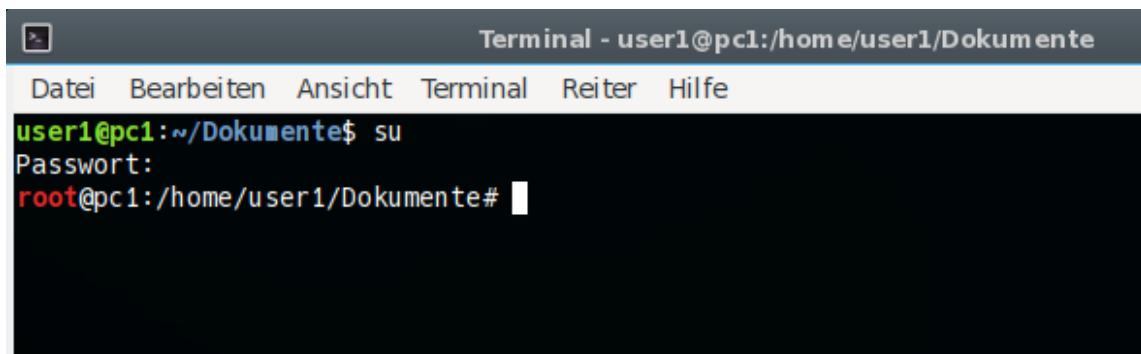 Terminal - user1@pc1:/home/user1/Dokumente
Datei Bearbeiten Ansicht Terminal Reiter Hilfe
user1@pc1:~/Dokumente$ su
Passwort:
root@pc1:/home/user1/Dokumente#